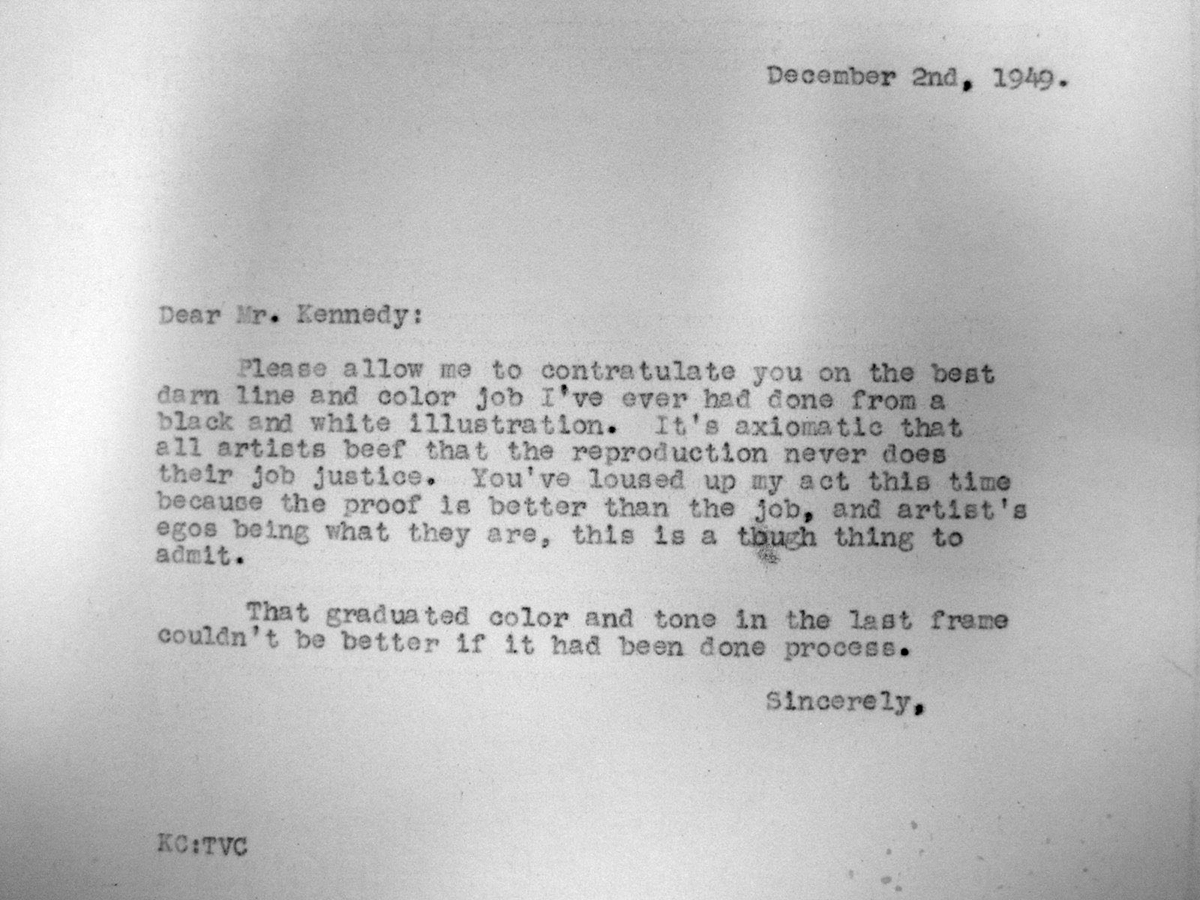 December 2nd, 1949.
Dear Mr. Kennedy:
Please allow me to contratulate you on the best
darn line and color job I've ever had done from a
black and white illustration. It's axiomatic that
all artists beef that the reproduction never does
their job justice. You've loused up my act this time
because the proof is better than the job, and artist's
egos being what they are, this is a tough thing to
admit.
That graduated color and tone in the last frame
couldn't be better if it had been done process.
Sincerely,
KC:TVC